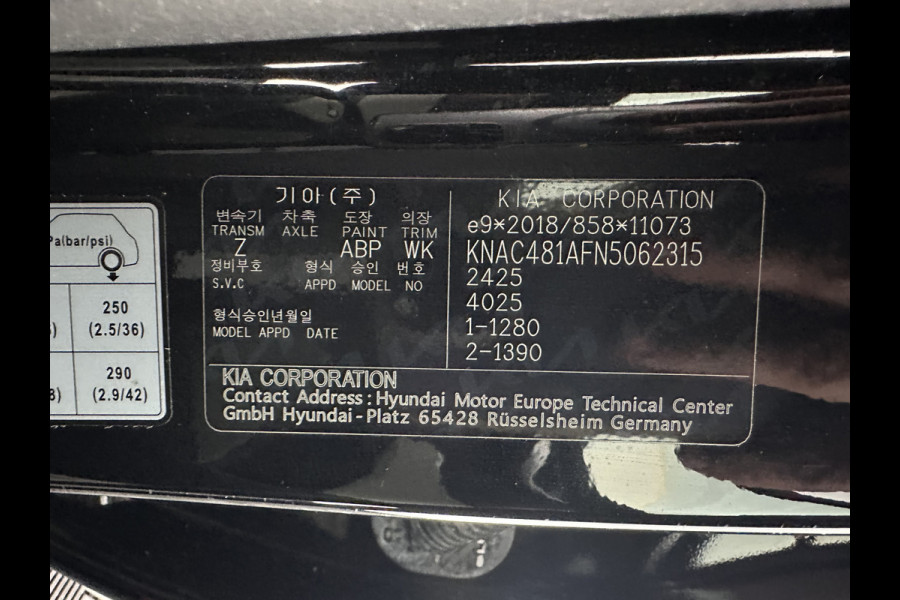 Pa(bar/psi)
250
(2.5/36)
290
(2.9/42)
기아(주)
변속기 차축 도장 의장
TRANSM AXLE PAINT TRIM
Z ABP WK
정비부호 형식 승인 번호
S.V.C APPD MODEL NO
형식승인년월일
MODEL APPD DATE
KIA CORPORATION
e9*2018/858*11073
KNAC481AFN5062315
2425
4025
1-1280
2-1390
KIA CORPORATION
Contact Address : Hyundai Motor Europe Technical Center
GmbH Hyundai-Platz 65428 Rüsselsheim Germany